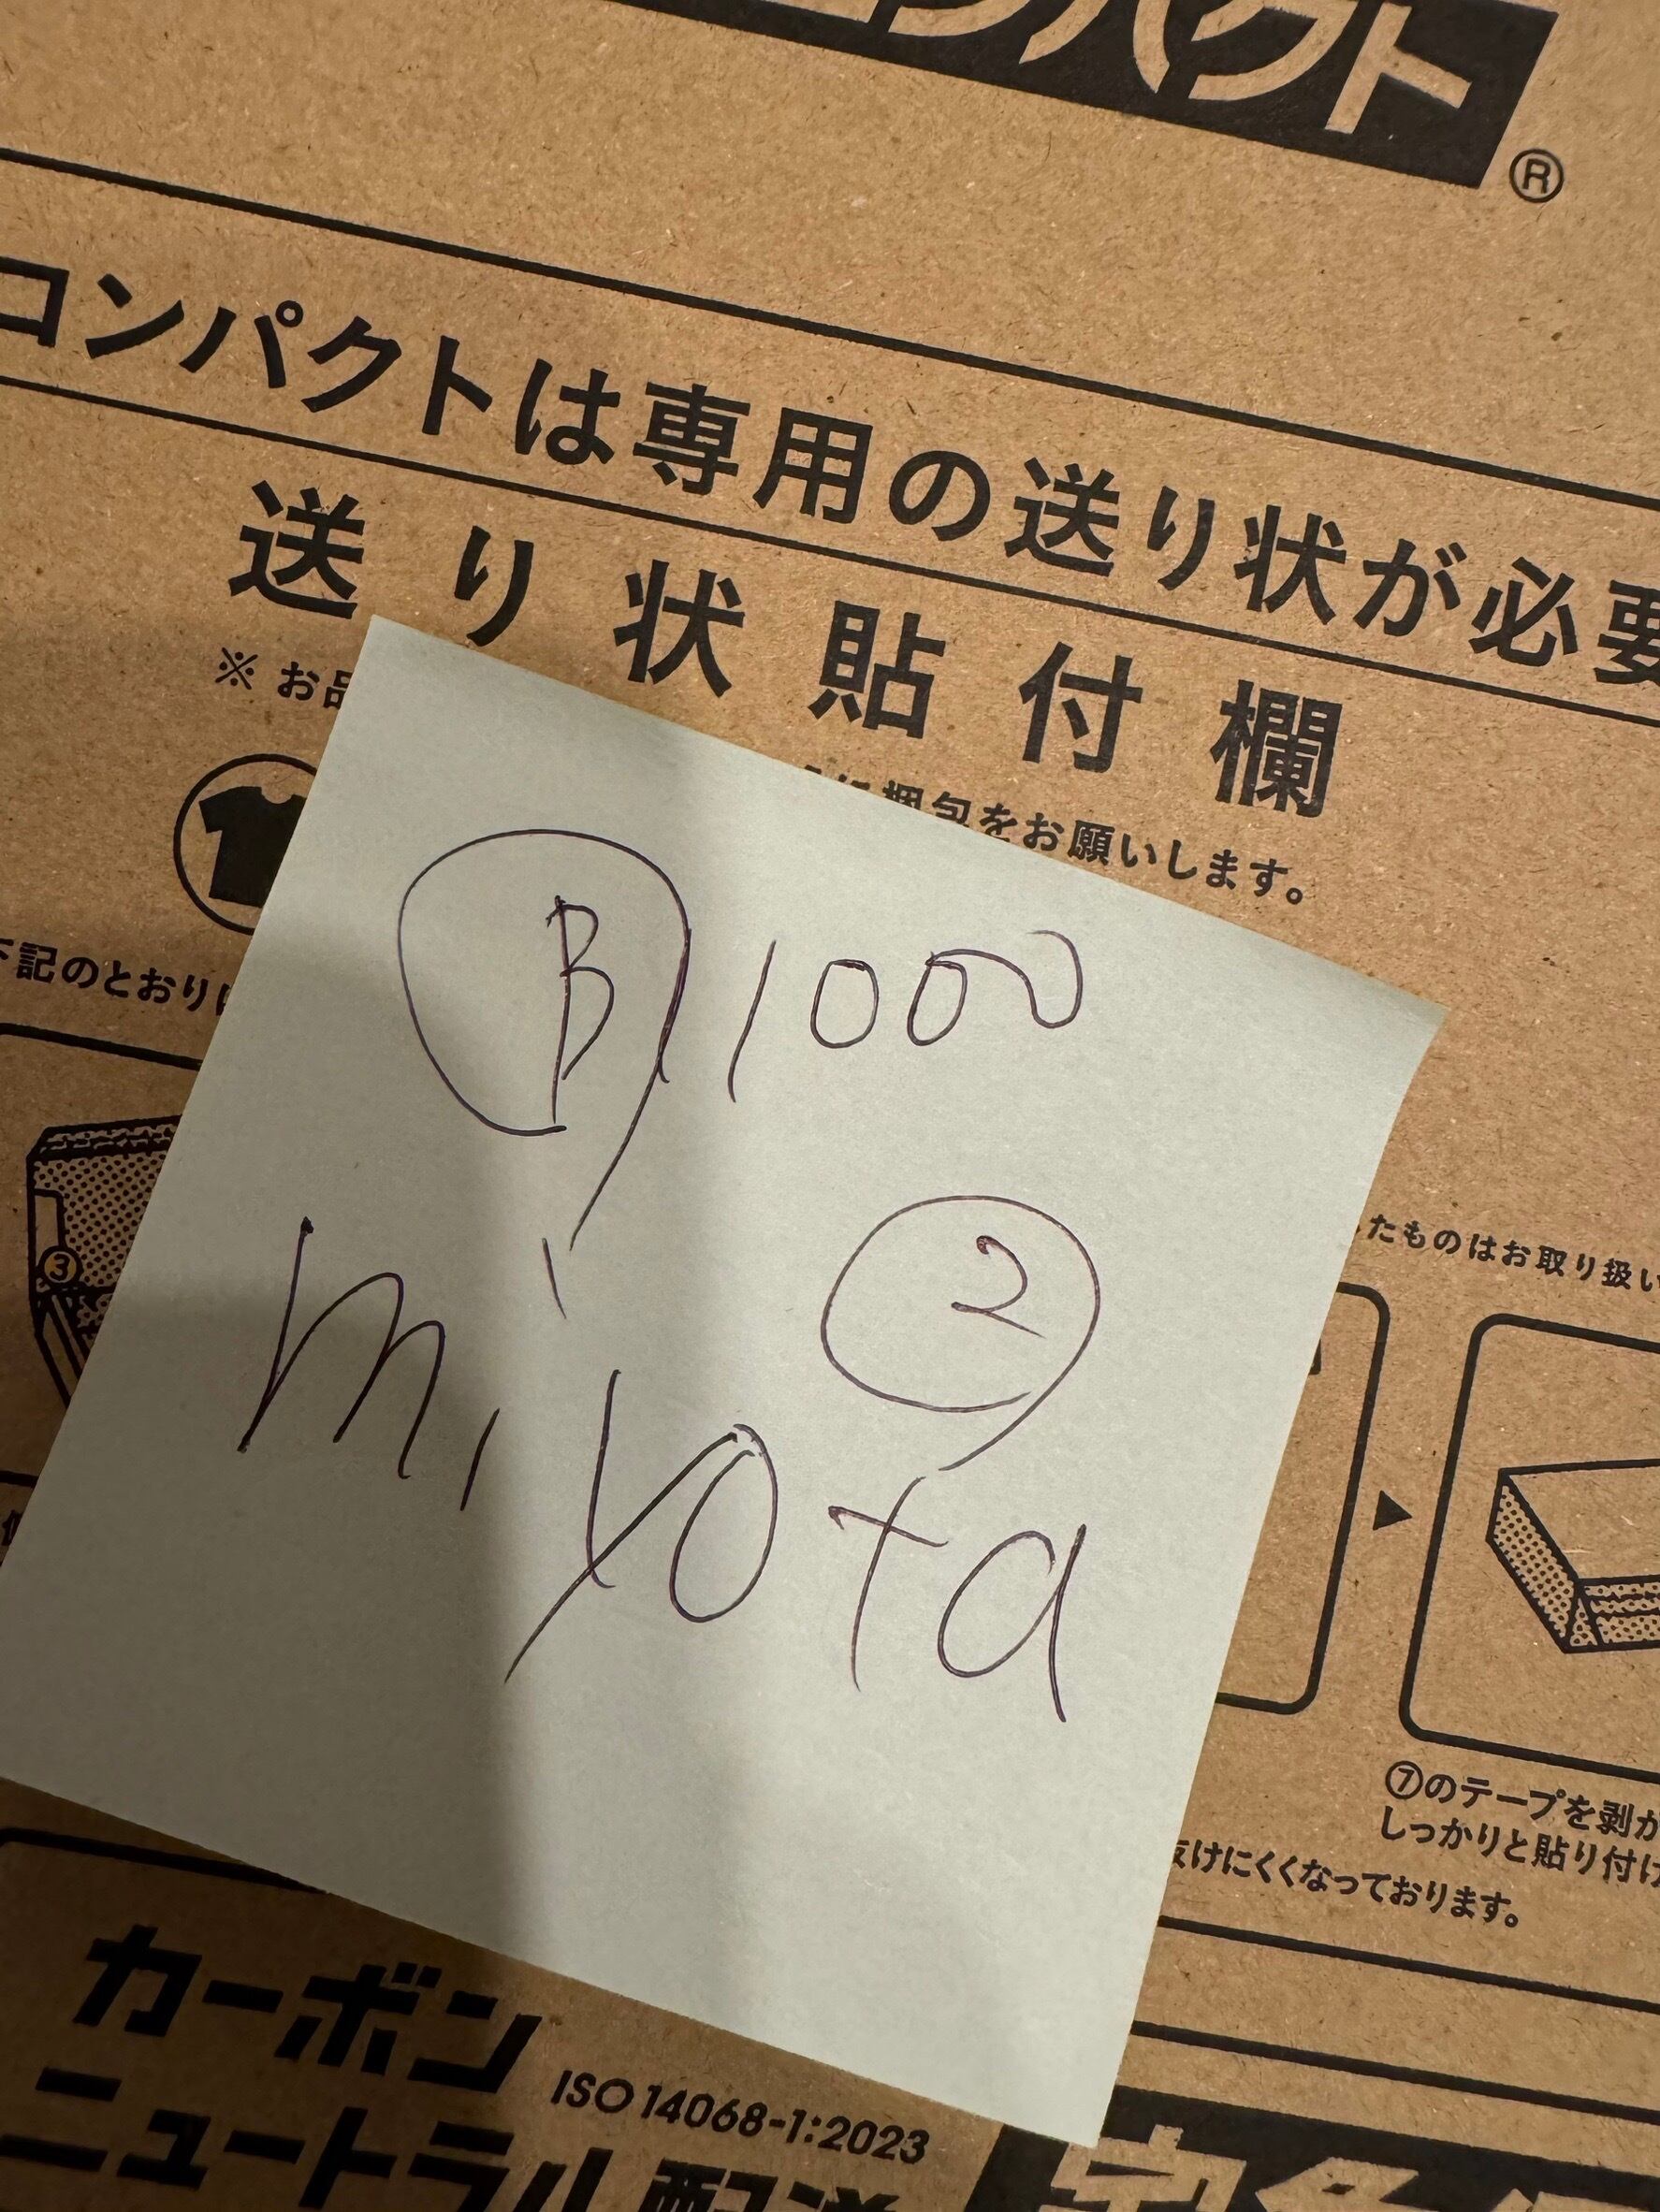 コンパクト®
コンパクトは専用の送り状が必要
送り状貼付欄
※お品
梱包をお願いします。
下記のとおり
B 1000
2
miyota
③
したものはお取り扱い
⑦のテープを剥が
しっかりと貼り付け
抜けにくくなっております。
カーボン
ニュートラル配送
ISO 14068-1:2023